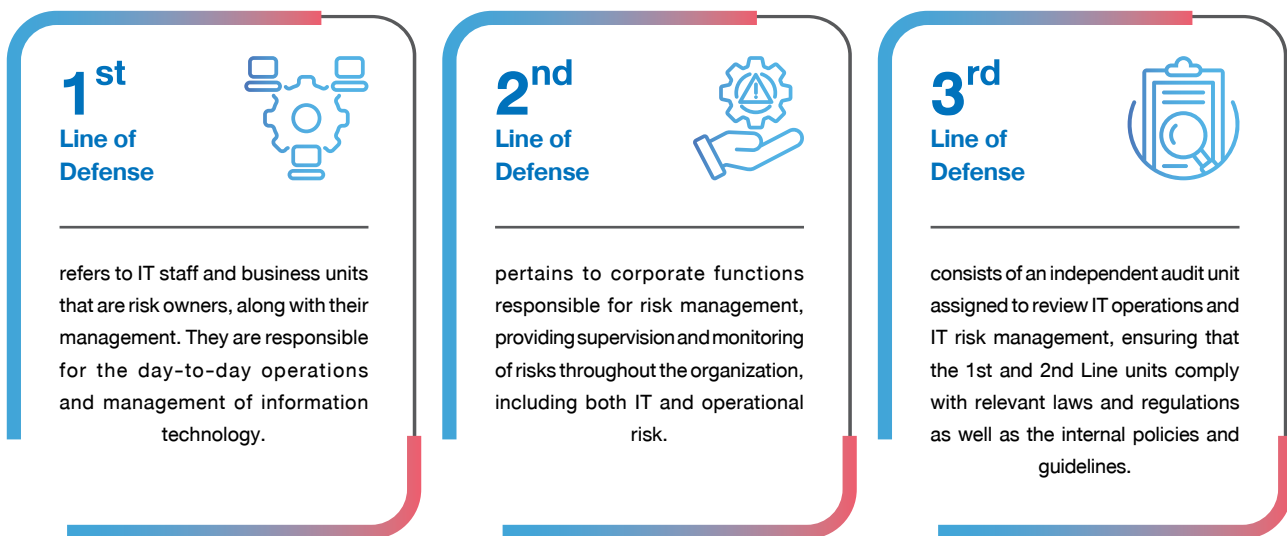 1st
Line of
Defense
refers to IT staff and business units
that are risk owners, along with their
management. They are responsible
for the day-to-day operations
and management of information
technology.
2nd
Line of
Defense
pertains to corporate functions
responsible for risk management,
providing supervision and monitoring
of risks throughout the organization,
including both IT and operational
risk.
3rd
Line of
Defense
consists of an independent audit unit
assigned to review IT operations and
IT risk management, ensuring that
the 1st and 2nd Line units comply
with relevant laws and regulations
as well as the internal policies and
guidelines.